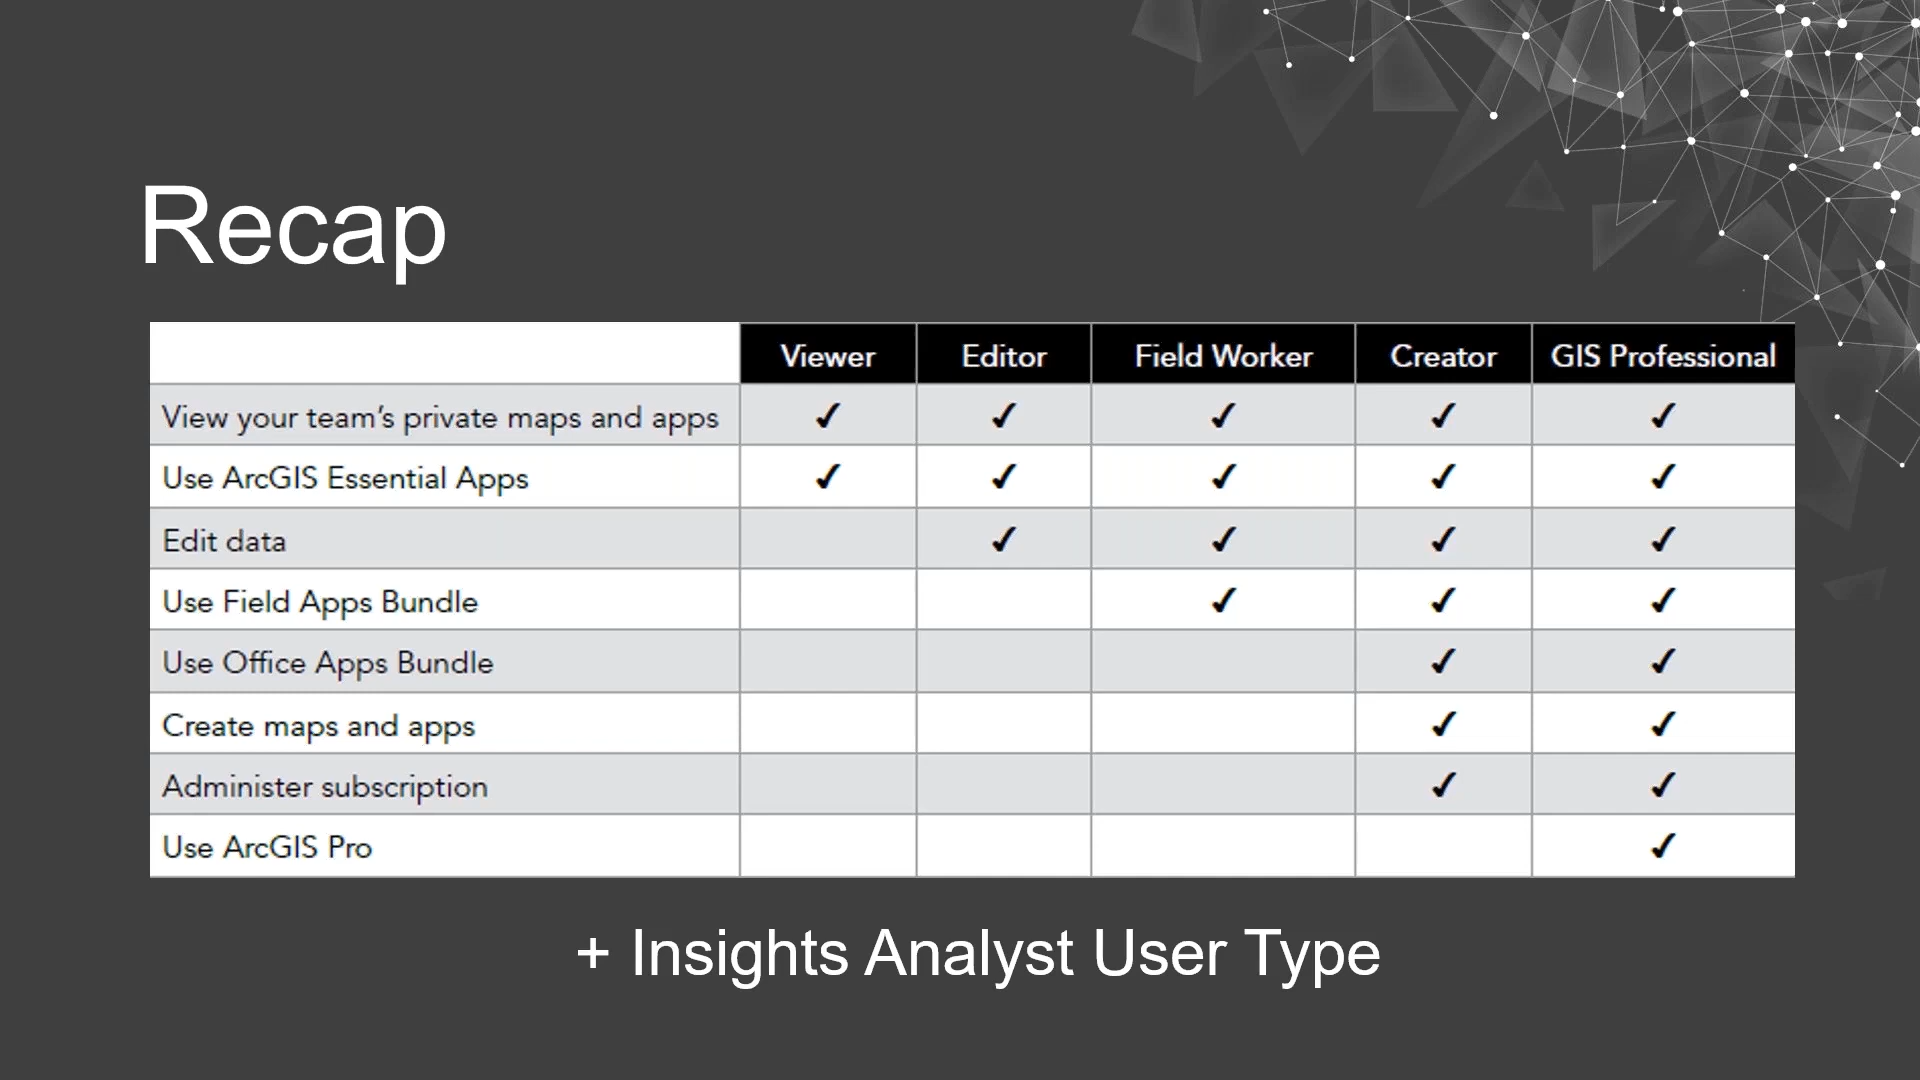 Recap
Viewer Editor Field Worker Creator GIS Professional
View your team’s private maps and apps ✓ ✓ ✓ ✓ ✓
Use ArcGIS Essential Apps ✓ ✓ ✓ ✓ ✓
Edit data ✓ ✓ ✓ ✓
Use Field Apps Bundle ✓ ✓ ✓
Use Office Apps Bundle ✓ ✓
Create maps and apps ✓ ✓
Administer subscription ✓ ✓
Use ArcGIS Pro ✓
+ Insights Analyst User Type